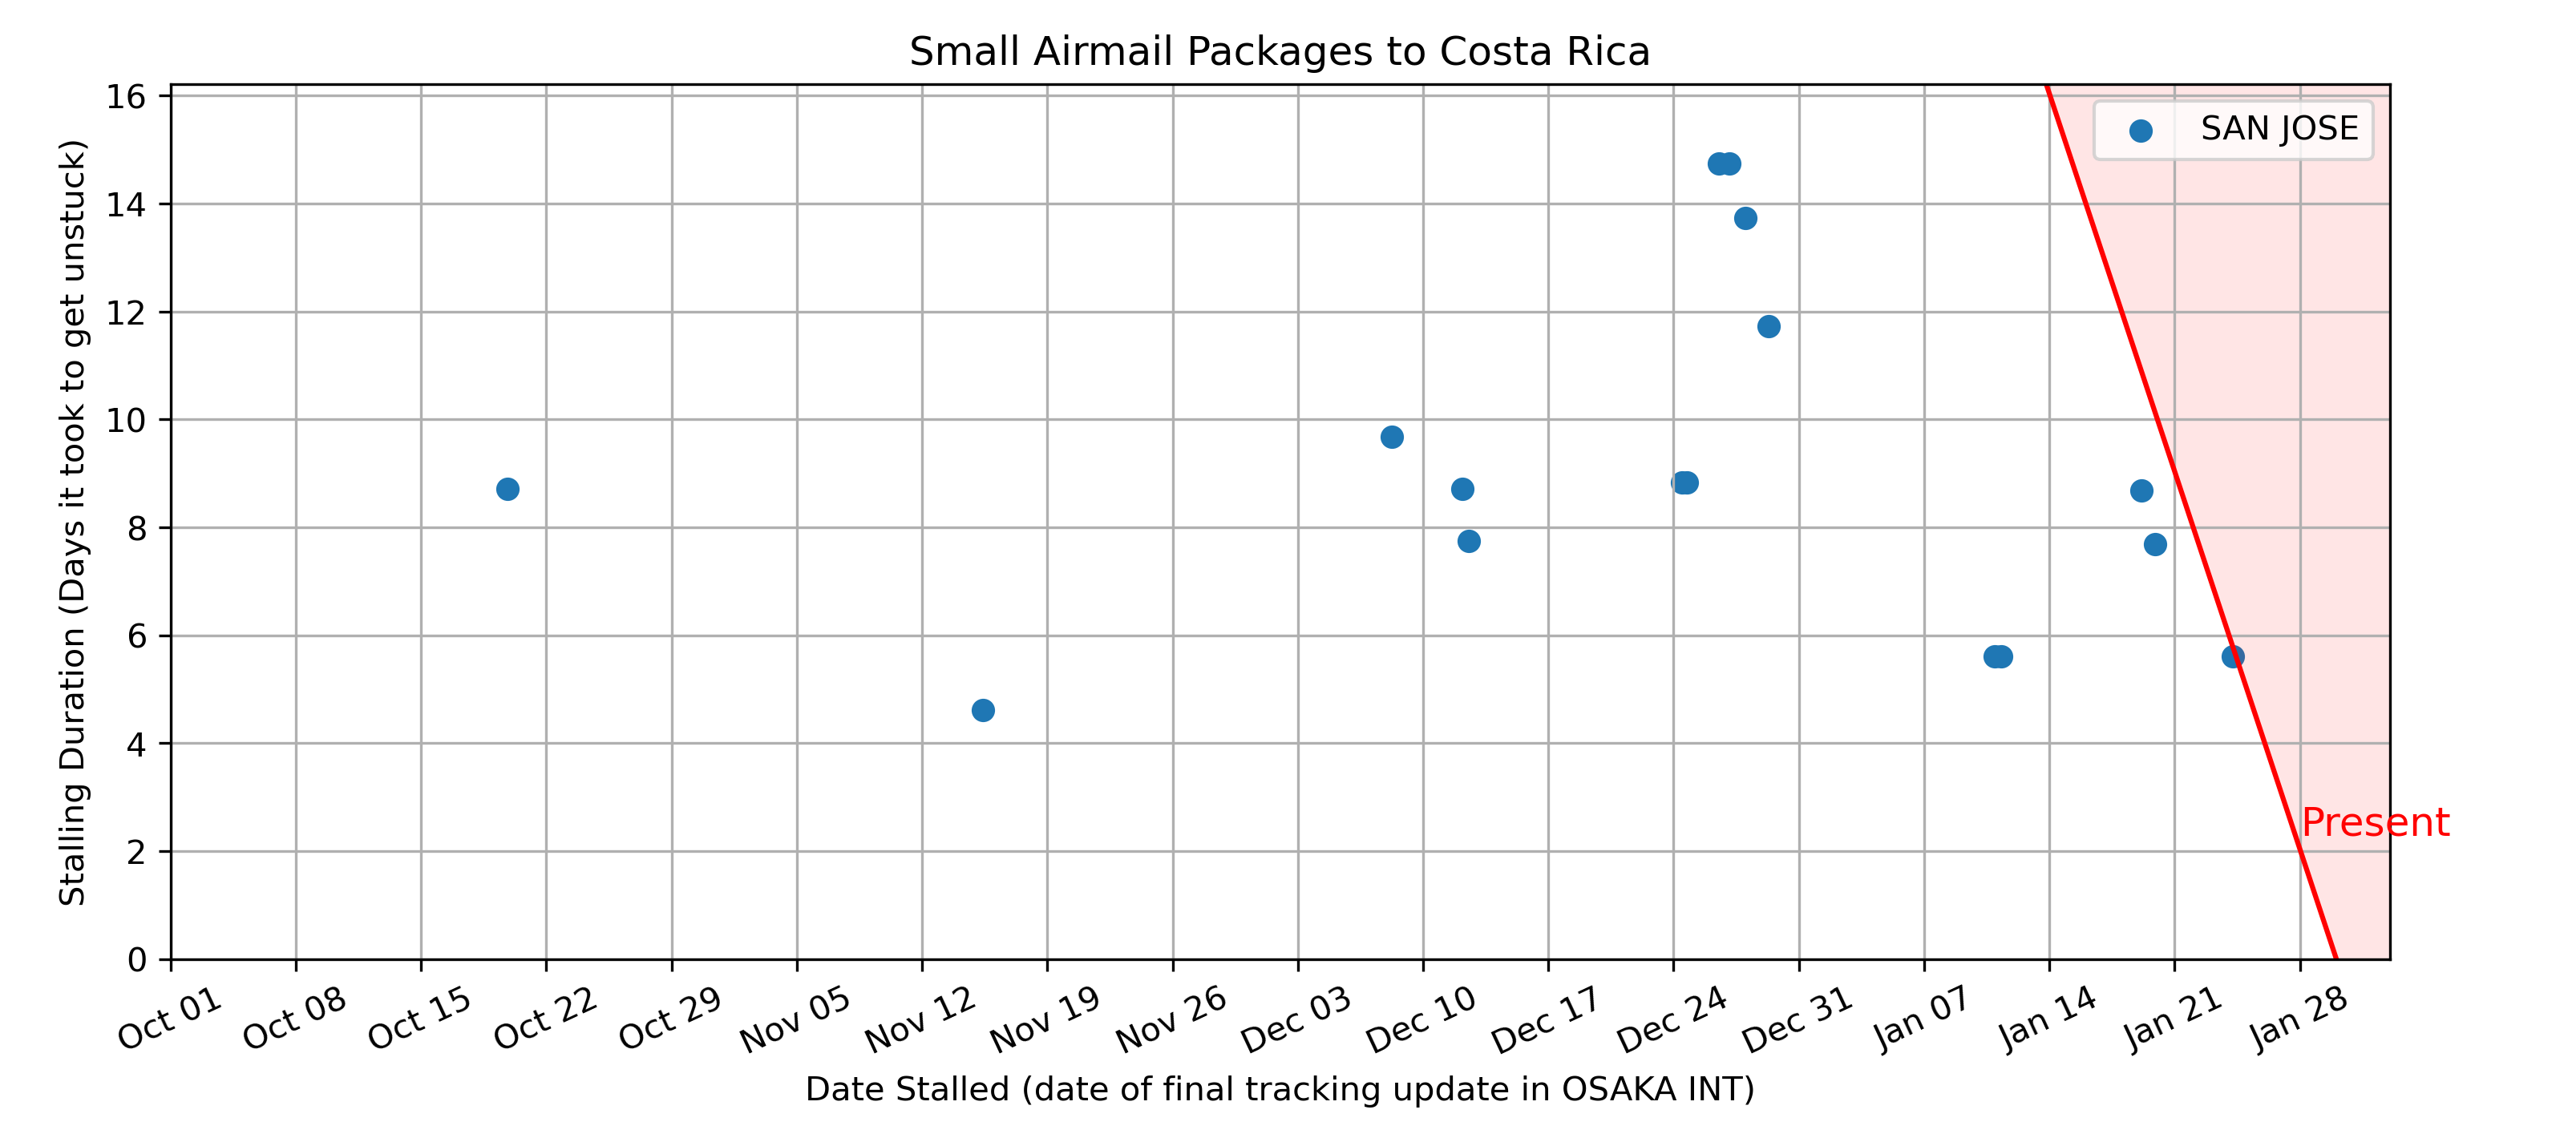 Small Airmail Packages to Costa Rica
Stalling Duration (Days it took to get unstuck)
16
14
12
10
8
6
4
2
0
SAN JOSE
Present
Oct 01
Oct 08
Oct 15
Oct 22
Oct 29
Nov 05
Nov 12
Nov 19
Nov 26
Dec 03
Dec 10
Dec 17
Dec 24
Dec 31
Jan 07
Jan 14
Jan 21
Jan 28
Date Stalled (date of final tracking update in OSAKA INT)